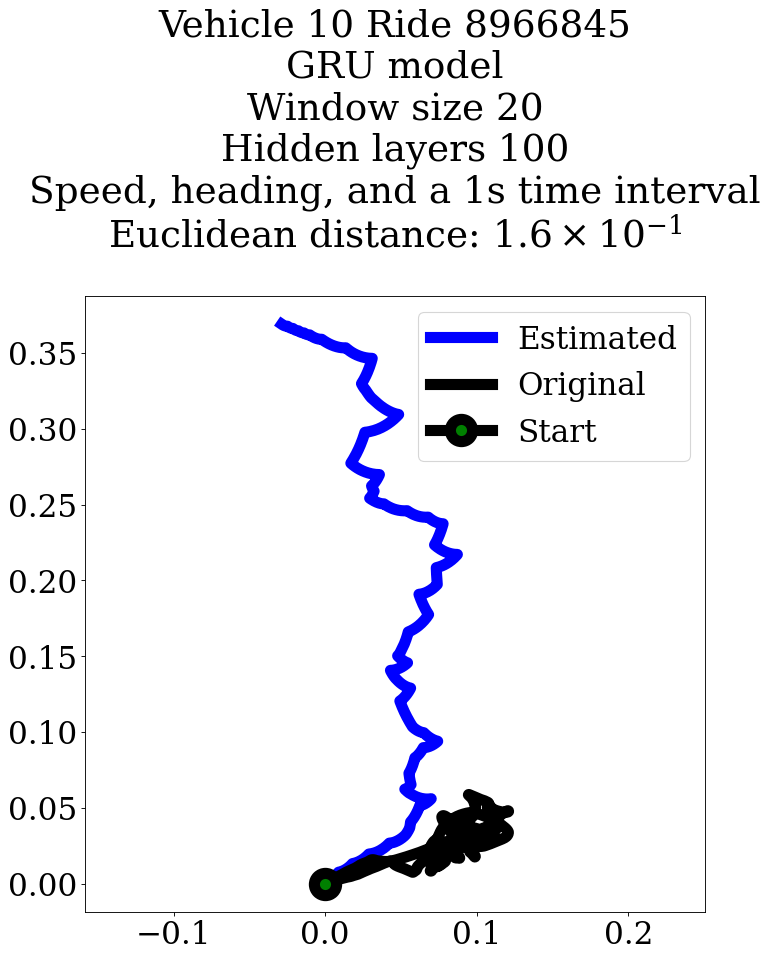 Vehicle 10 Ride 8966845
GRU model
Window size 20
Hidden layers 100
Speed, heading, and a 1s time interval
Euclidean distance: 1.6 × 10⁻¹
Estimated
Original
Start
0.35
0.30
0.25
0.20
0.15
0.10
0.05
0.00
−0.1
0.0
0.1
0.2